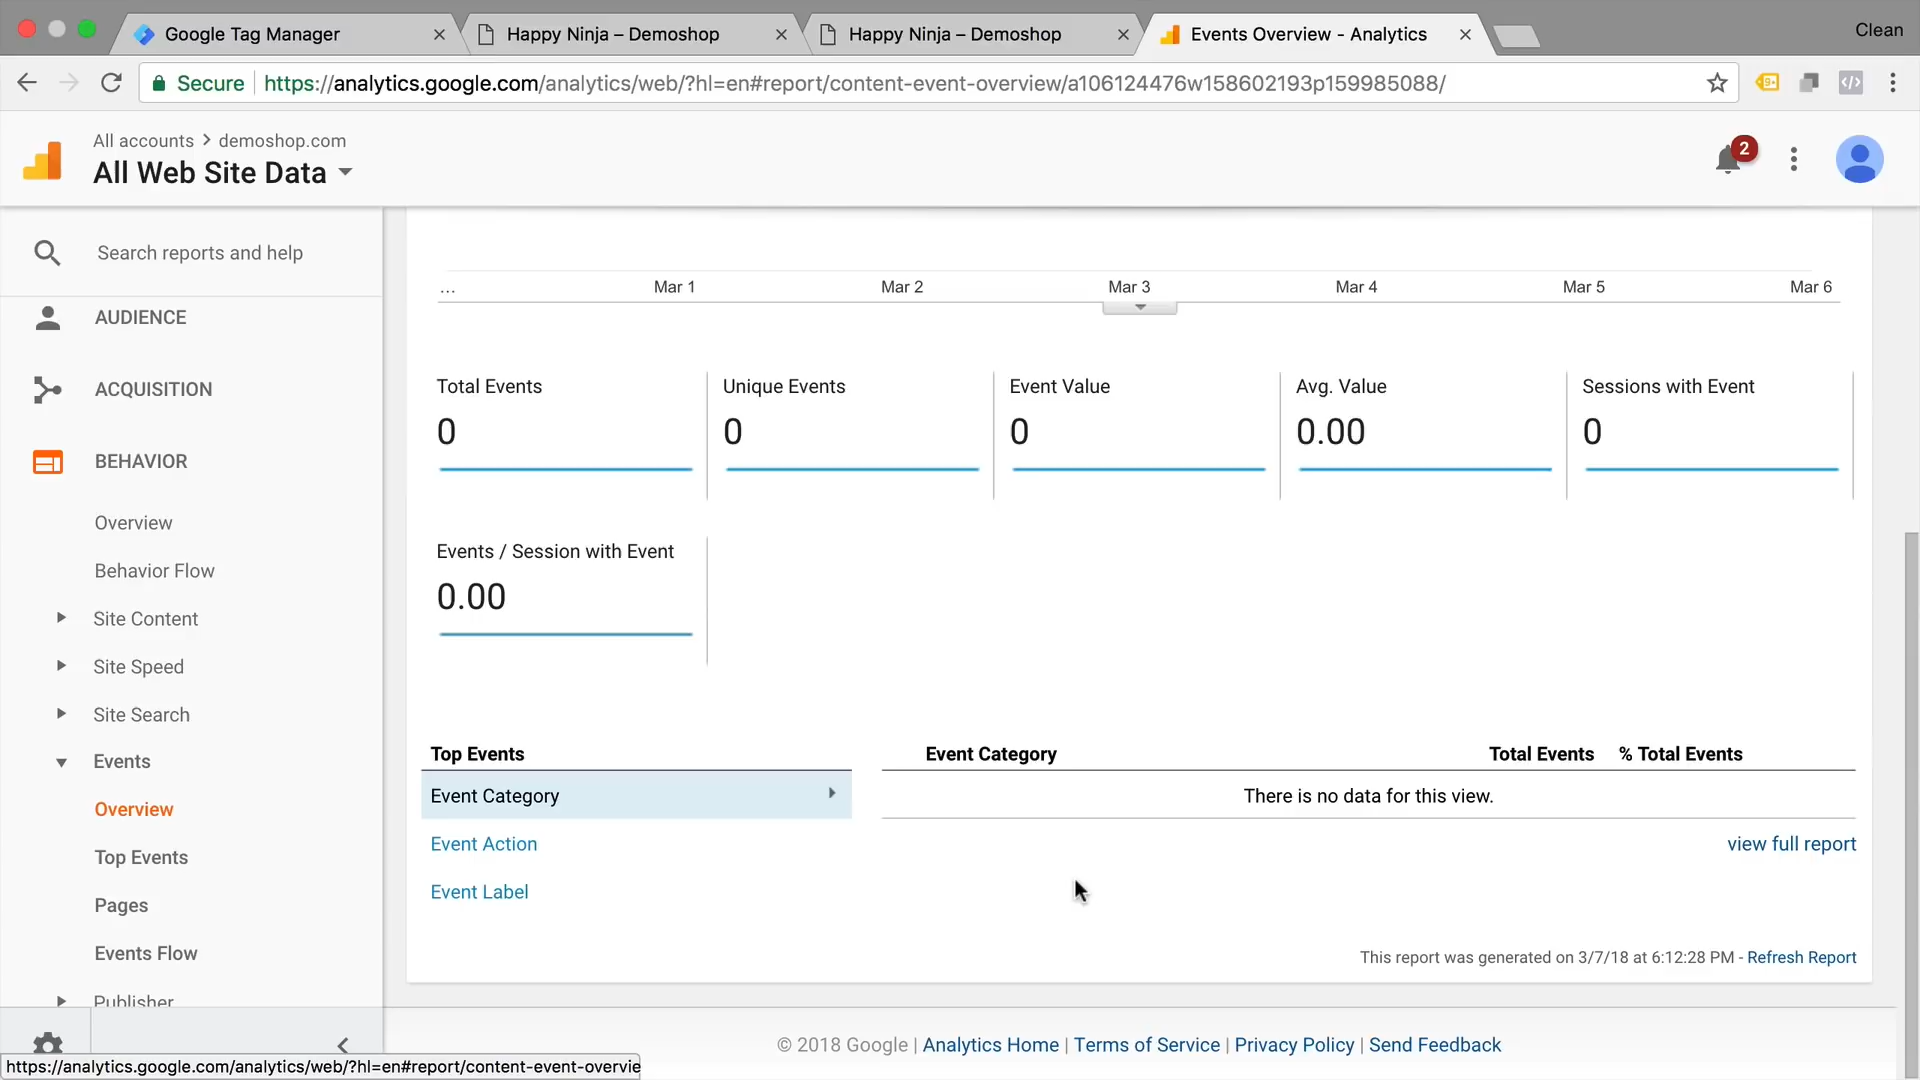 Google Tag Manager
Happy Ninja – Demoshop
Happy Ninja – Demoshop
Events Overview - Analytics
Clean
Secure
https://analytics.google.com/analytics/web/?hl=en#report/content-event-overview/a106124476w158602193p159985088/
All accounts > demoshop.com
All Web Site Data
2
Search reports and help
AUDIENCE
ACQUISITION
BEHAVIOR
Overview
Behavior Flow
Site Content
Site Speed
Site Search
Events
Overview
Top Events
Pages
Events Flow
Publisher
... Mar 1 Mar 2 Mar 3 Mar 4 Mar 5 Mar 6
Total Events
0
Unique Events
0
Event Value
0
Avg. Value
0.00
Sessions with Event
0
Events / Session with Event
0.00
Top Events
Event Category
Event Action
Event Label
Event Category Total Events % Total Events
There is no data for this view.
view full report
This report was generated on 3/7/18 at 6:12:28 PM - Refresh Report
© 2018 Google | Analytics Home | Terms of Service | Privacy Policy | Send Feedback
https://analytics.google.com/analytics/web/?hl=en#report/content-event-overvie